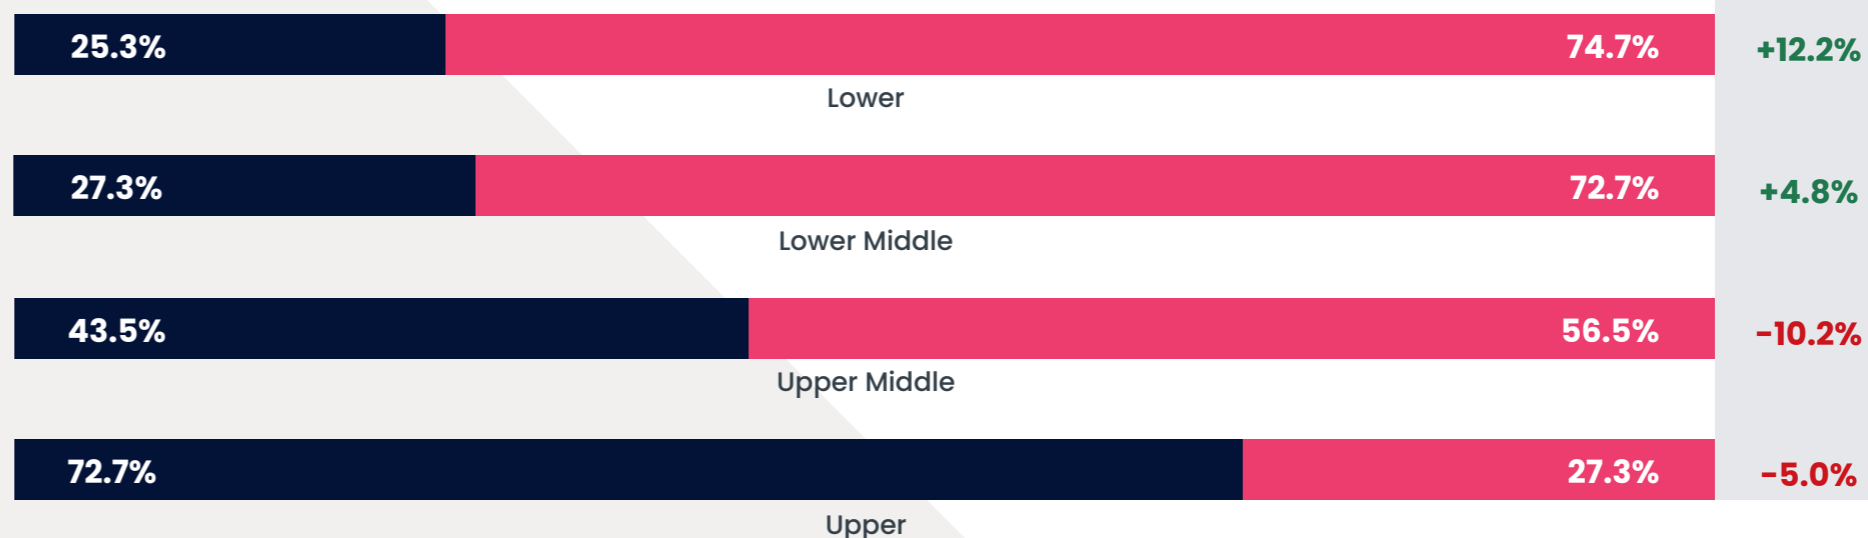 25.3% 74.7% +12.2%
Lower
27.3% 72.7% +4.8%
Lower Middle
43.5% 56.5% -10.2%
Upper Middle
72.7% 27.3% -5.0%
Upper